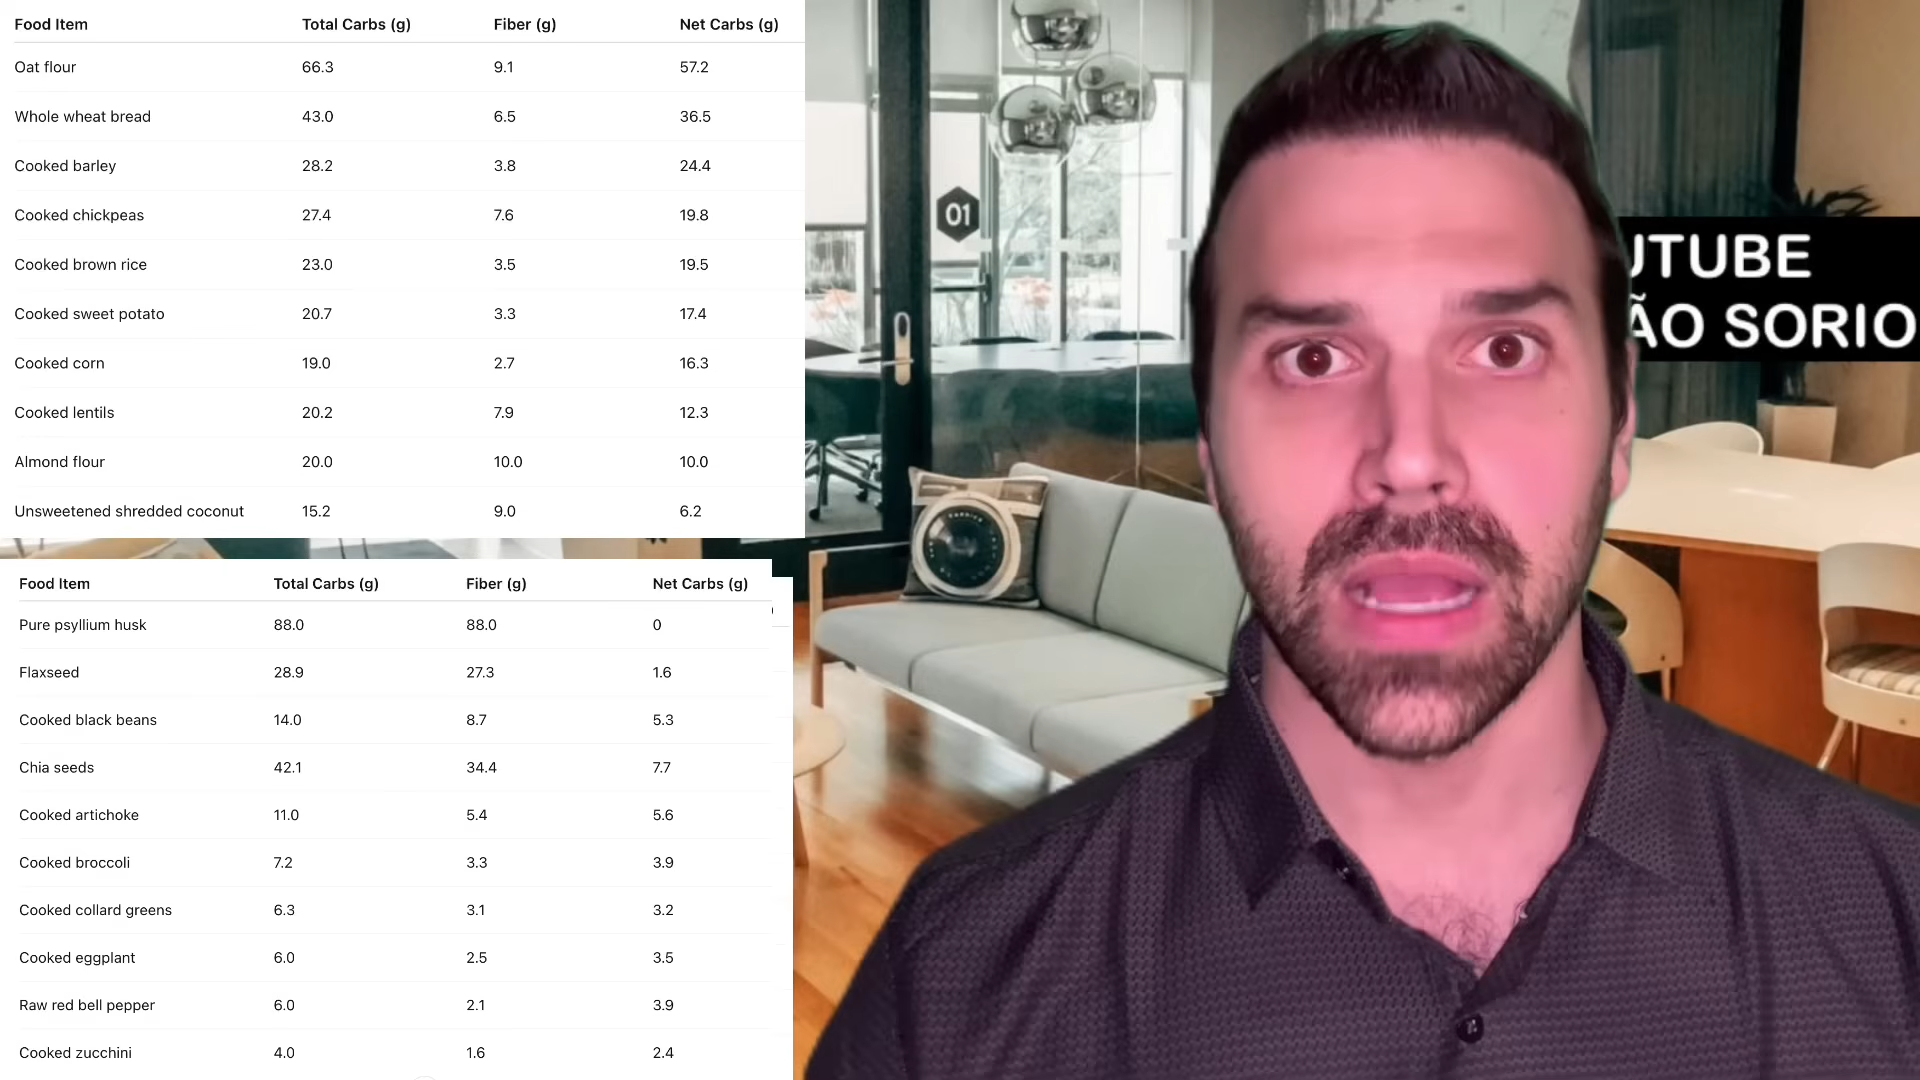 Food Item Total Carbs (g) Fiber (g) Net Carbs (g)
Oat flour 66.3 9.1 57.2
Whole wheat bread 43.0 6.5 36.5
Cooked barley 28.2 3.8 24.4
Cooked chickpeas 27.4 7.6 19.8
Cooked brown rice 23.0 3.5 19.5
Cooked sweet potato 20.7 3.3 17.4
Cooked corn 19.0 2.7 16.3
Cooked lentils 20.2 7.9 12.3
Almond flour 20.0 10.0 10.0
Unsweetened shredded coconut 15.2 9.0 6.2
Food Item Total Carbs (g) Fiber (g) Net Carbs (g)
Pure psyllium husk 88.0 88.0 0
Flaxseed 28.9 27.3 1.6
Cooked black beans 14.0 8.7 5.3
Chia seeds 42.1 34.4 7.7
Cooked artichoke 11.0 5.4 5.6
Cooked broccoli 7.2 3.3 3.9
Cooked collard greens 6.3 3.1 3.2
Cooked eggplant 6.0 2.5 3.5
Raw red bell pepper 6.0 2.1 3.9
Cooked zucchini 4.0 1.6 2.4
01
UTUBE
ÃO SORIO